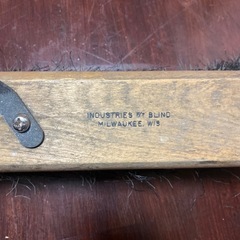 INDUSTRIES for BLIND
MILWAUKEE, WIS